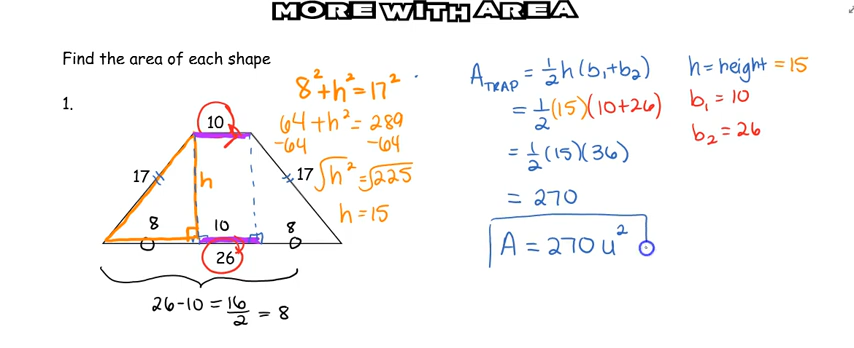 MORE WITH AREA
Find the area of each shape
1.
10
17
17
h
8
10
8
26
26-10 = 16/2 = 8
8² + h² = 17²
64 + h² = 289
-64 -64
√h² = √225
h = 15
A TRAP = 1/2 h (b₁ + b₂)
= 1/2 (15)(10+26)
= 1/2 (15)(36)
= 270
A = 270 u²
h = height = 15
b₁ = 10
b₂ = 26